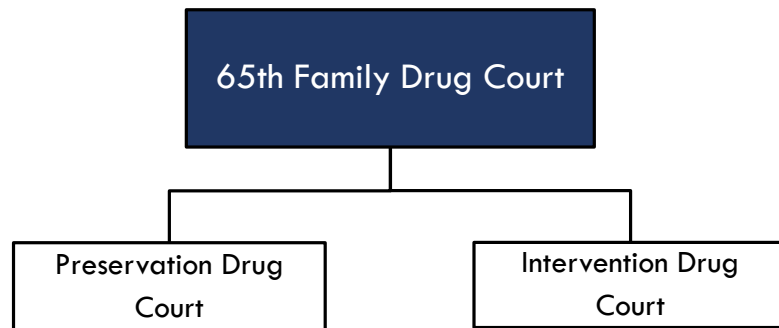 65th Family Drug Court
Preservation Drug
Court
Intervention Drug
Court